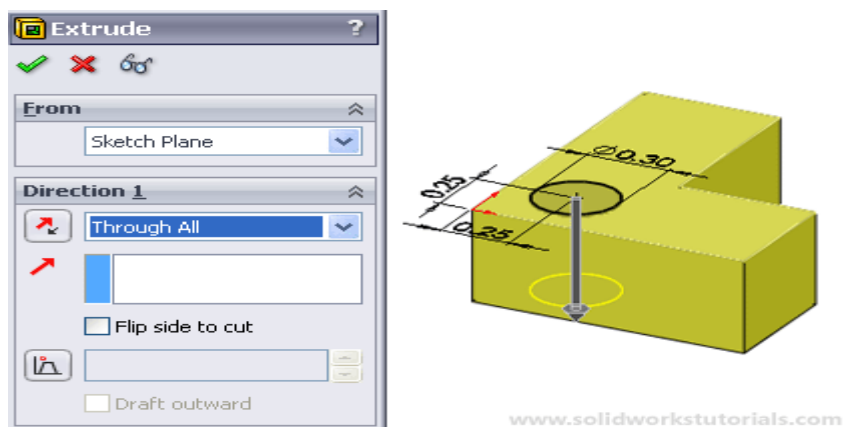 Extrude ?
From
Sketch Plane
Direction 1
Through All
Flip side to cut
Draft outward
Ø0.30
0.25
0.25
www.solidworkstutorials.com